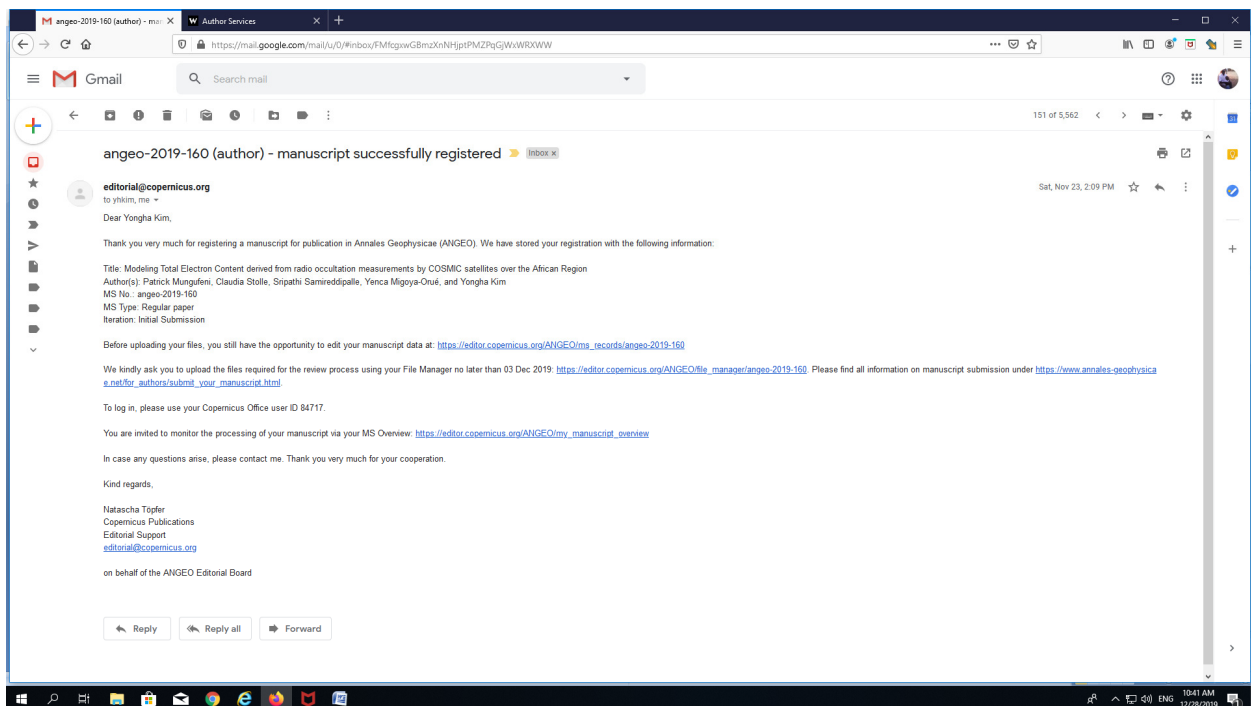 angeo-2019-160 (author) - man
Author Services
https://mail.google.com/mail/u/0/#inbox/FMfcgxwGBmzXnNHjptPMZPqGjWxWRXWW
Gmail
Search mail
151 of 5,562
angeo-2019-160 (author) - manuscript successfully registered
Inbox x
editorial@copernicus.org
Sat, Nov 23, 2:09 PM
to yhkim, me
Dear Yongha Kim,
Thank you very much for registering a manuscript for publication in Annales Geophysicae (ANGEO). We have stored your registration with the following information:
Title: Modeling Total Electron Content derived from radio occultation measurements by COSMIC satellites over the African Region
Author(s): Patrick Mungufeni, Claudia Stolle, Sripathi Samireddipalle, Yenca Migoya-Orué, and Yongha Kim
MS No.: angeo-2019-160
MS Type: Regular paper
Iteration: Initial Submission
Before uploading your files, you still have the opportunity to edit your manuscript data at: https://editor.copernicus.org/ANGEO/ms_records/angeo-2019-160
We kindly ask you to upload the files required for the review process using your File Manager no later than 03 Dec 2019: https://editor.copernicus.org/ANGEO/file_manager/angeo-2019-160. Please find all information on manuscript submission under https://www.annales-geophysica
e.net/for_authors/submit_your_manuscript.html.
To log in, please use your Copernicus Office user ID 84717.
You are invited to monitor the processing of your manuscript via your MS Overview: https://editor.copernicus.org/ANGEO/my_manuscript_overview
In case any questions arise, please contact me. Thank you very much for your cooperation.
Kind regards,
Natascha Töpfer
Copernicus Publications
Editorial Support
editorial@copernicus.org
on behalf of the ANGEO Editorial Board
Reply
Reply all
Forward
ENG
10:41 AM
12/28/2019